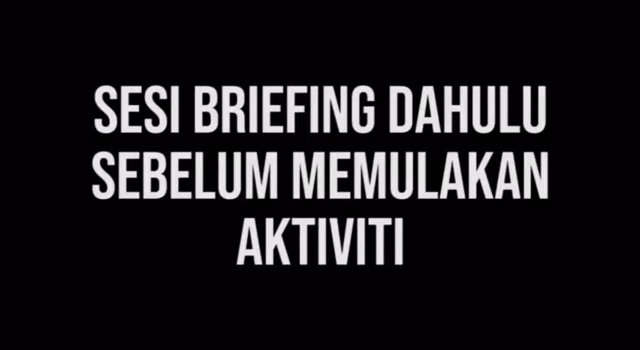 SESI BRIEFING DAHULU
SEBELUM MEMULAKAN
AKTIVITI